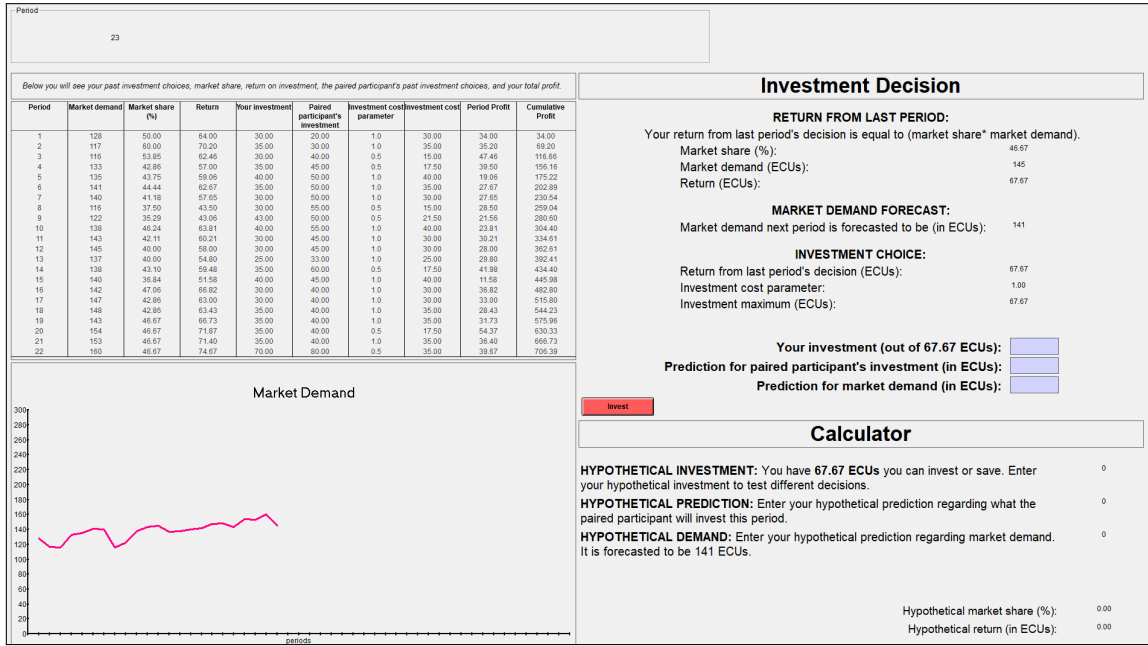 Period
23
Below you will see your past investment choices, market share, return on investment, the paired participant's past investment choices, and your total profit.
Period Market demand Market share (%) Return Your investment Paired participant's investment Investment cost parameter Investment cost Period Profit Cumulative Profit
1 128 50.00 64.00 30.00 20.00 1.0 30.00 34.00 34.00
2 117 60.00 70.20 35.00 30.00 1.0 35.00 35.20 69.20
3 116 53.85 62.46 30.00 40.00 0.5 15.00 47.46 116.66
4 133 42.86 57.00 35.00 45.00 0.5 17.50 39.50 156.16
5 135 43.75 59.06 40.00 50.00 1.0 40.00 19.06 175.22
6 141 44.44 62.67 35.00 50.00 1.0 35.00 27.67 202.89
7 140 41.18 57.65 30.00 50.00 1.0 30.00 27.65 230.54
8 116 37.50 43.50 30.00 55.00 0.5 15.00 28.50 259.04
9 122 35.29 43.06 43.00 50.00 0.5 21.50 21.56 280.60
10 138 46.24 63.81 40.00 55.00 1.0 40.00 23.81 304.40
11 143 42.11 60.21 30.00 45.00 1.0 30.00 30.21 334.61
12 145 40.00 58.00 30.00 45.00 1.0 30.00 28.00 362.61
13 137 40.00 54.80 25.00 33.00 1.0 25.00 29.80 392.41
14 138 43.10 59.48 35.00 60.00 0.5 17.50 41.98 434.40
15 140 36.84 51.58 40.00 45.00 1.0 40.00 11.58 445.98
16 142 47.06 66.82 30.00 40.00 1.0 30.00 36.82 482.80
17 147 42.86 63.00 30.00 40.00 1.0 30.00 33.00 515.80
18 148 42.86 63.43 35.00 40.00 1.0 35.00 28.43 544.23
19 143 46.67 66.73 35.00 40.00 1.0 35.00 31.73 575.96
20 154 46.67 71.87 35.00 40.00 0.5 17.50 54.37 630.33
21 153 46.67 71.40 35.00 40.00 1.0 35.00 36.40 666.73
22 160 46.67 74.67 70.00 80.00 0.5 35.00 39.67 706.39
Market Demand
300
280
260
240
220
200
180
160
140
120
100
80
60
40
20
0
periods
Investment Decision
RETURN FROM LAST PERIOD:
Your return from last period's decision is equal to (market share* market demand).
Market share (%): 46.67
Market demand (ECUs): 145
Return (ECUs): 67.67
MARKET DEMAND FORECAST:
Market demand next period is forecasted to be (in ECUs): 141
INVESTMENT CHOICE:
Return from last period's decision (ECUs): 67.67
Investment cost parameter: 1.00
Investment maximum (ECUs): 67.67
Your investment (out of 67.67 ECUs):
Prediction for paired participant's investment (in ECUs):
Prediction for market demand (in ECUs):
Invest
Calculator
HYPOTHETICAL INVESTMENT: You have 67.67 ECUs you can invest or save. Enter 0
your hypothetical investment to test different decisions.
HYPOTHETICAL PREDICTION: Enter your hypothetical prediction regarding what the 0
paired participant will invest this period.
HYPOTHETICAL DEMAND: Enter your hypothetical prediction regarding market demand. 0
It is forecasted to be 141 ECUs.
Hypothetical market share (%): 0.00
Hypothetical return (in ECUs): 0.00